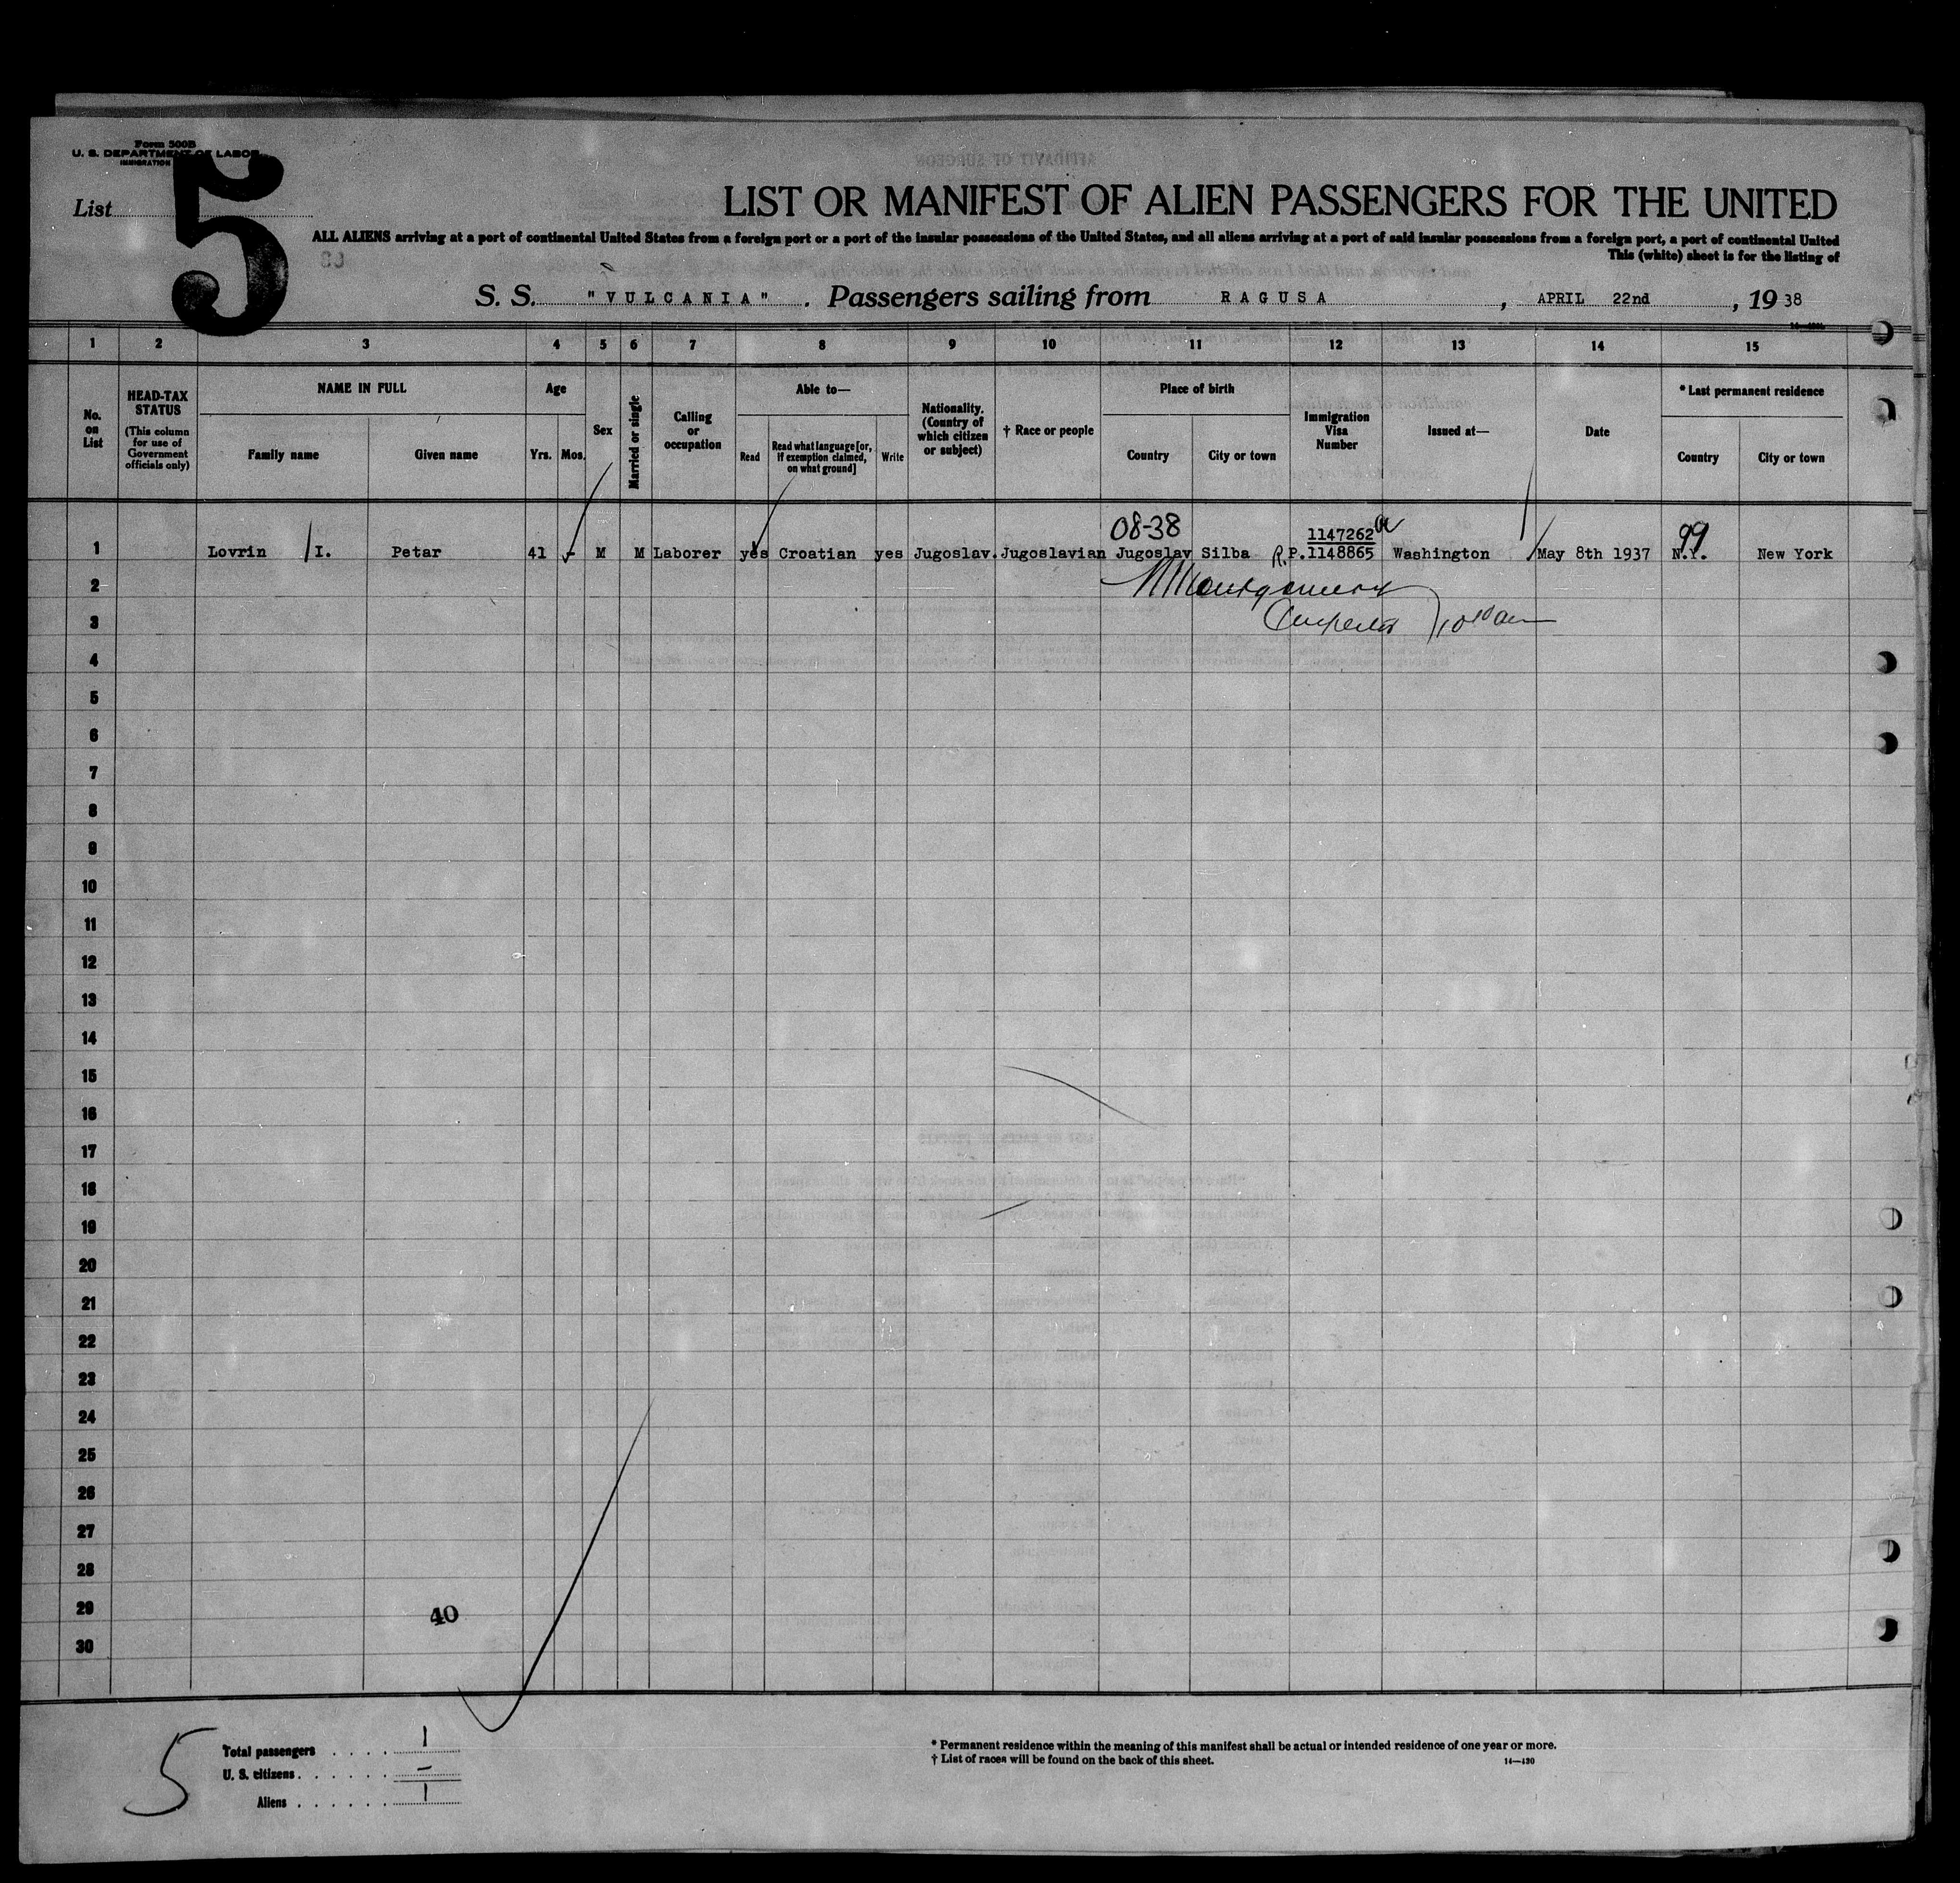 Form 500B
U. S. DEPARTMENT OF LABOR
IMMIGRATION
List 5
LIST OR MANIFEST OF ALIEN PASSENGERS FOR THE UNITED
ALL ALIENS arriving at a port of continental United States from a foreign port or a port of the insular possessions of the United States, and all aliens arriving at a port of said insular possessions from a foreign port, a port of continental United
This (white) sheet is for the listing of
S. S. "VULCANIA". Passengers sailing from RAGUSA, APRIL 22nd, 1938
1 2 3 4 5 6 7 8 9 10 11 12 13 14 15
No. on List
HEAD-TAX STATUS (This column for use of Government officials only)
NAME IN FULL
Family name Given name
Age
Yrs. Mos.
Sex
Married or single
Calling or occupation
Able to—
Read Read what language [or, if exemption claimed, on what ground] Write
Nationality. (Country of which citizen or subject)
† Race or people
Place of birth
Country City or town
Immigration Visa Number
Issued at—
Date
* Last permanent residence
Country City or town
08-38 1147262 99
1 Lovrin I. Petar 41 - M M Laborer yes Croatian yes Jugoslav. Jugoslavian Jugoslav Silba R.P.1148865 Washington May 8th 1937 N.Y. New York
2
Montgomery
3
4
5
6
7
8
9
10
11
12
13
14
15
16
17
18
19
20
21
22
23
24
25
26
27
28
29
40
30
5
Total passengers . . . . 1
U. S. citizens . . . . . . -
Aliens . . . . . . 1
* Permanent residence within the meaning of this manifest shall be actual or intended residence of one year or more.
† List of races will be found on the back of this sheet.
14—430